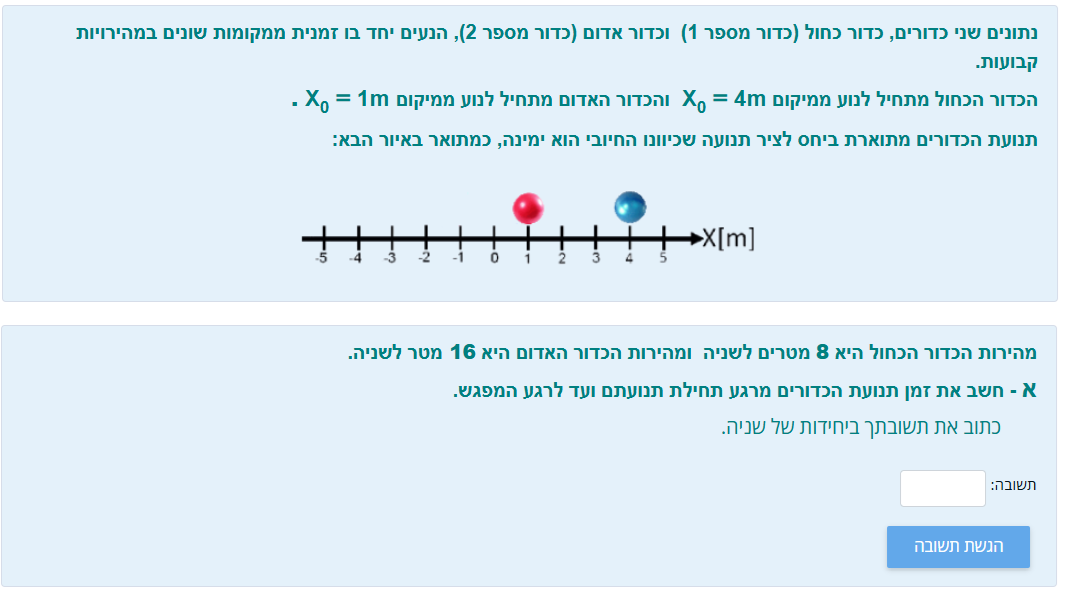 נתונים שני כדורים, כדור כחול (כדור מספר 1) וכדור אדום (כדור מספר 2), הנעים יחד בו זמנית ממקומות שונים במהירויות
קבועות.
הכדור הכחול מתחיל לנוע ממיקום X₀ = 4m והכדור האדום מתחיל לנוע ממיקום X₀ = 1m .
תנועת הכדורים מתוארת ביחס לציר תנועה שכיוונו החיובי הוא ימינה, כמתואר באיור הבא:
X[m]
-5 -4 -3 -2 -1 0 1 2 3 4 5
מהירות הכדור הכחול היא 8 מטרים לשניה ומהירות הכדור האדום היא 16 מטר לשניה.
א - חשב את זמן תנועת הכדורים מרגע תחילת תנועתם ועד לרגע המפגש.
כתוב את תשובתך ביחידות של שניה.
תשובה:
הגשת תשובה